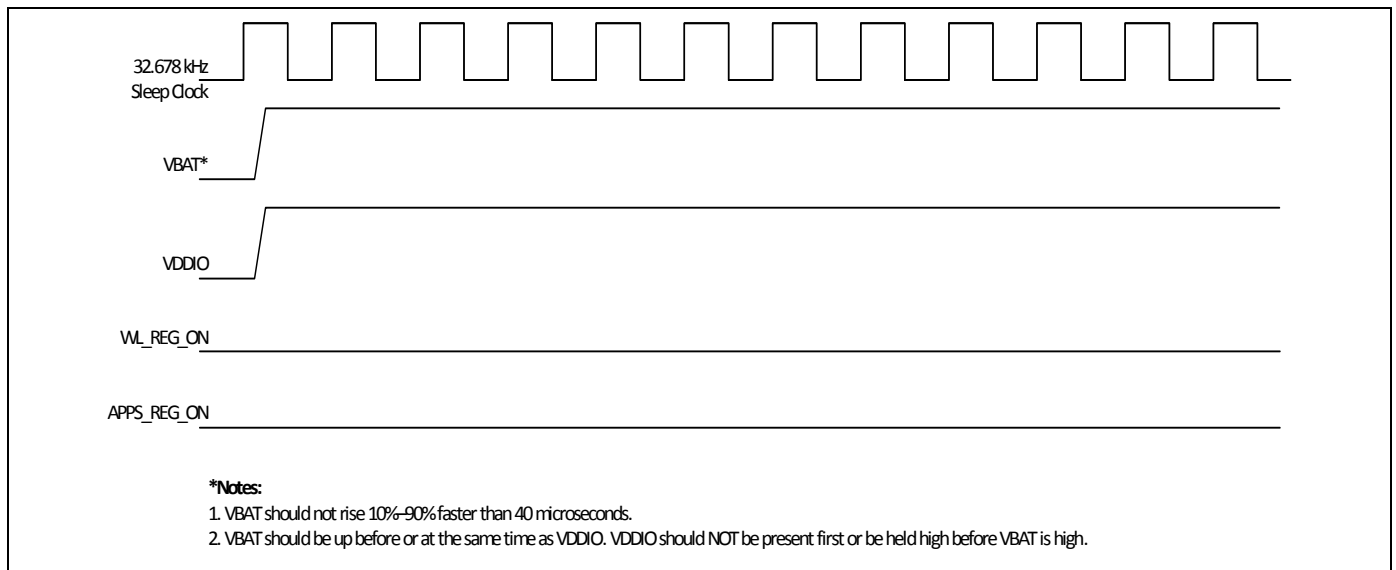 32.678 kHz
Sleep Clock
VBAT*
VDDIO
WL_REG_ON
APPS_REG_ON
*Notes:
1. VBAT should not rise 10%–90% faster than 40 microseconds.
2. VBAT should be up before or at the same time as VDDIO. VDDIO should NOT be present first or be held high before VBAT is high.